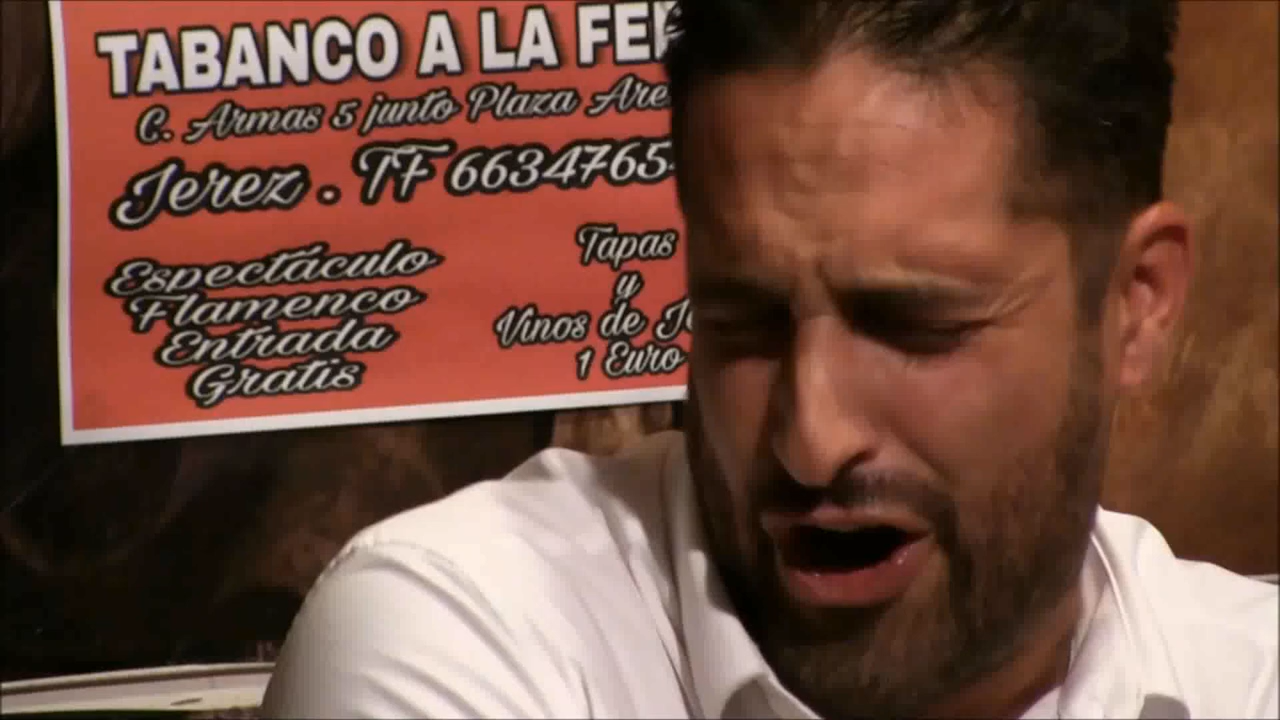 TABANCO A LA FE
C. Armas 5 junto Plaza Are
Jerez . TF 6634765
Espectáculo
Flamenco
Entrada
Gratis
Tapas
y
Vinos de Je
1 Euro